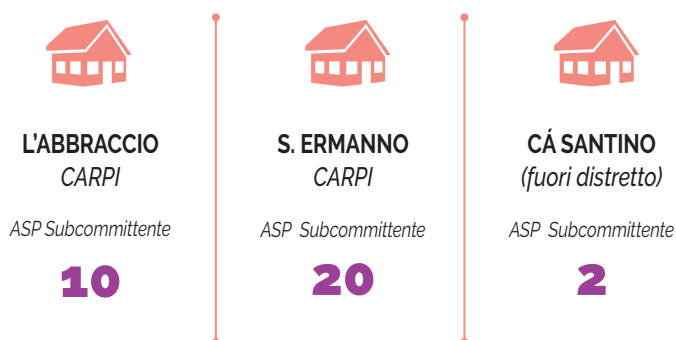 L'ABBRACCIO
CARPI
ASP Subcommittente
10
S. ERMANNO
CARPI
ASP Subcommittente
20
CÁ SANTINO
(fuori distretto)
ASP Subcommittente
2